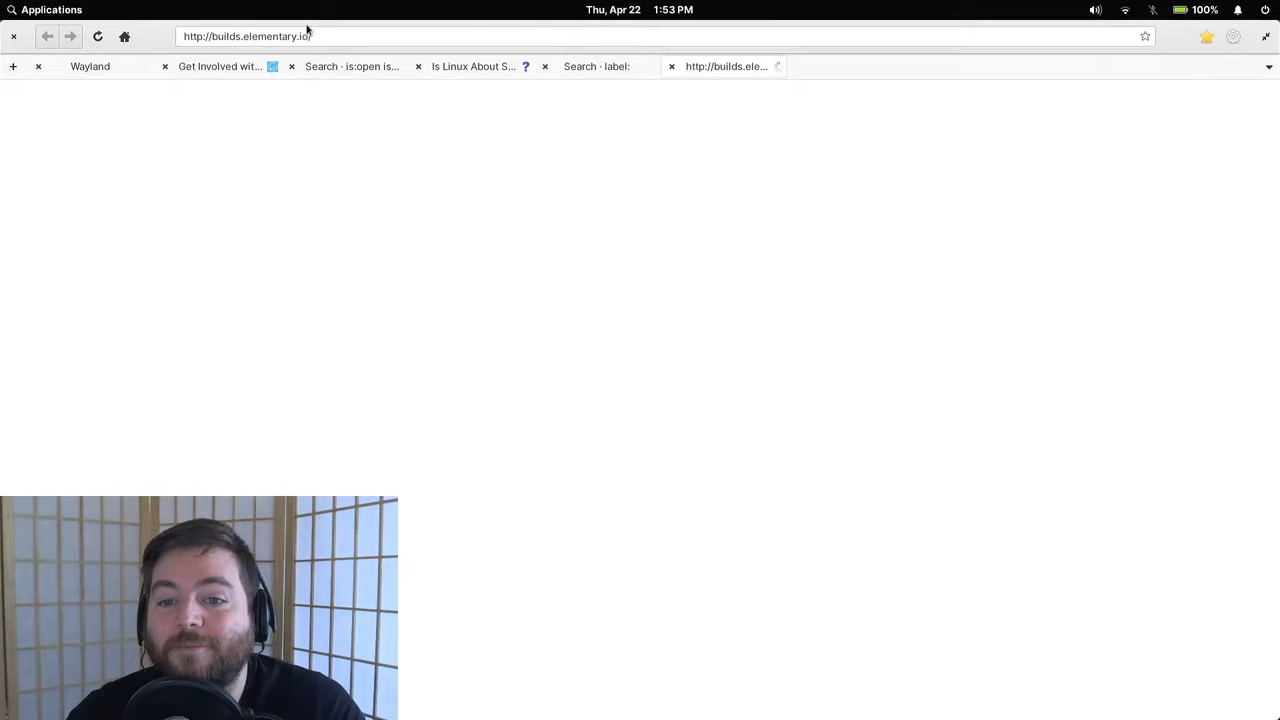 Applications
Thu, Apr 22 1:53 PM
100%
http://builds.elementary.io/
Wayland
Get Involved wit...
Search · is:open is...
Is Linux About S...
?
Search · label:
http://builds.ele...